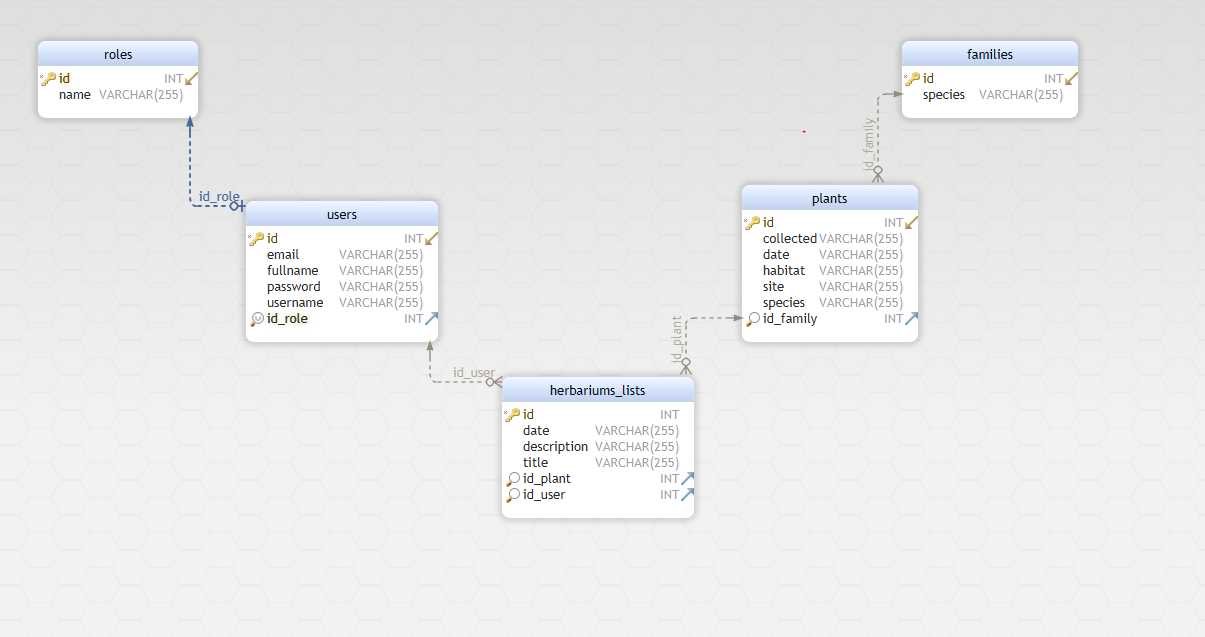 roles
id INT
name VARCHAR(255)
families
id INT
species VARCHAR(255)
id_family
id_role
users
id INT
email VARCHAR(255)
fullname VARCHAR(255)
password VARCHAR(255)
username VARCHAR(255)
id_role INT
plants
id INT
collected VARCHAR(255)
date VARCHAR(255)
habitat VARCHAR(255)
site VARCHAR(255)
species VARCHAR(255)
id_family INT
id_user
id_plant
herbariums_lists
id INT
date VARCHAR(255)
description VARCHAR(255)
title VARCHAR(255)
id_plant INT
id_user INT